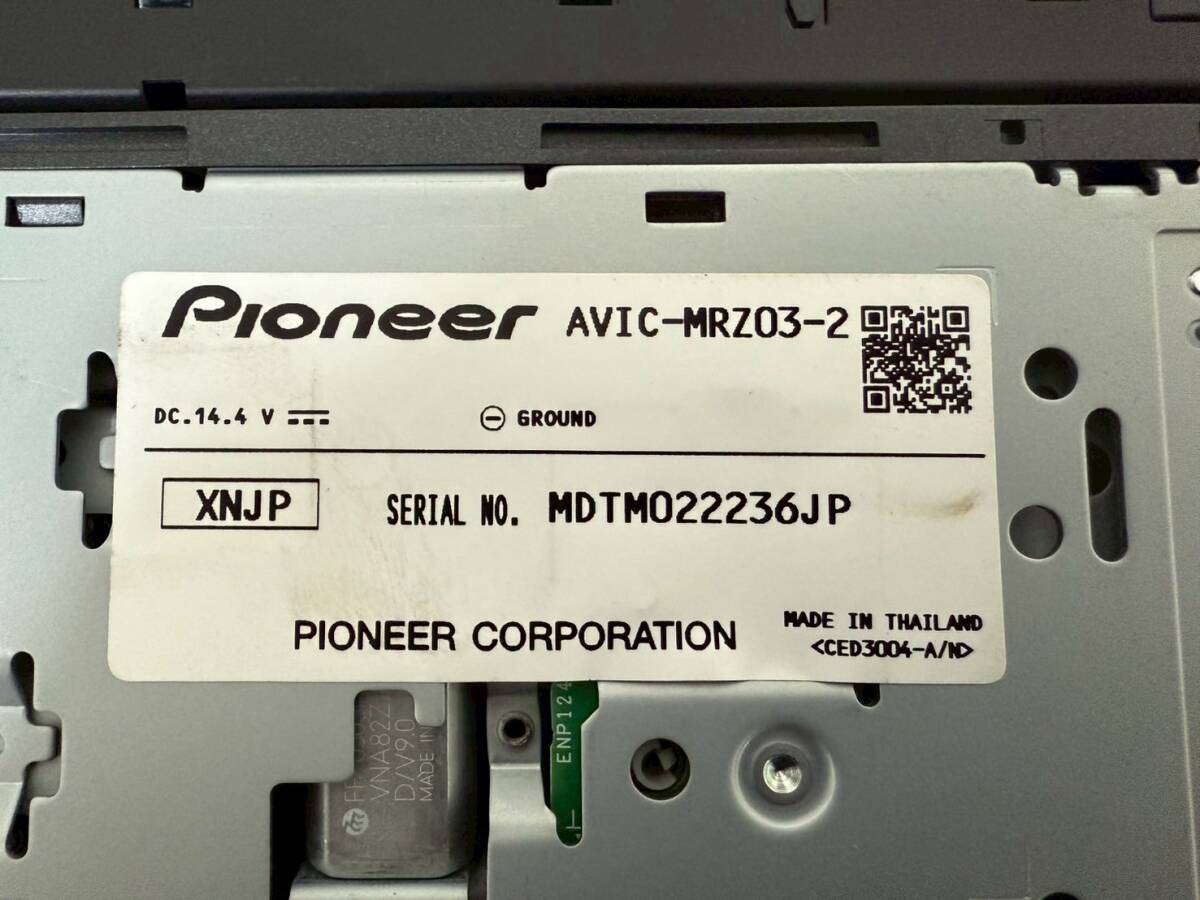 Pioneer AVIC-MRZ03-2
DC.14.4 V ⎓ ⊖ GROUND
XNJP SERIAL NO. MDTM022236JP
PIONEER CORPORATION
MADE IN THAILAND
<CED3004-A/N>
VNA82Z
D/V9.0
MADE IN
ENP124